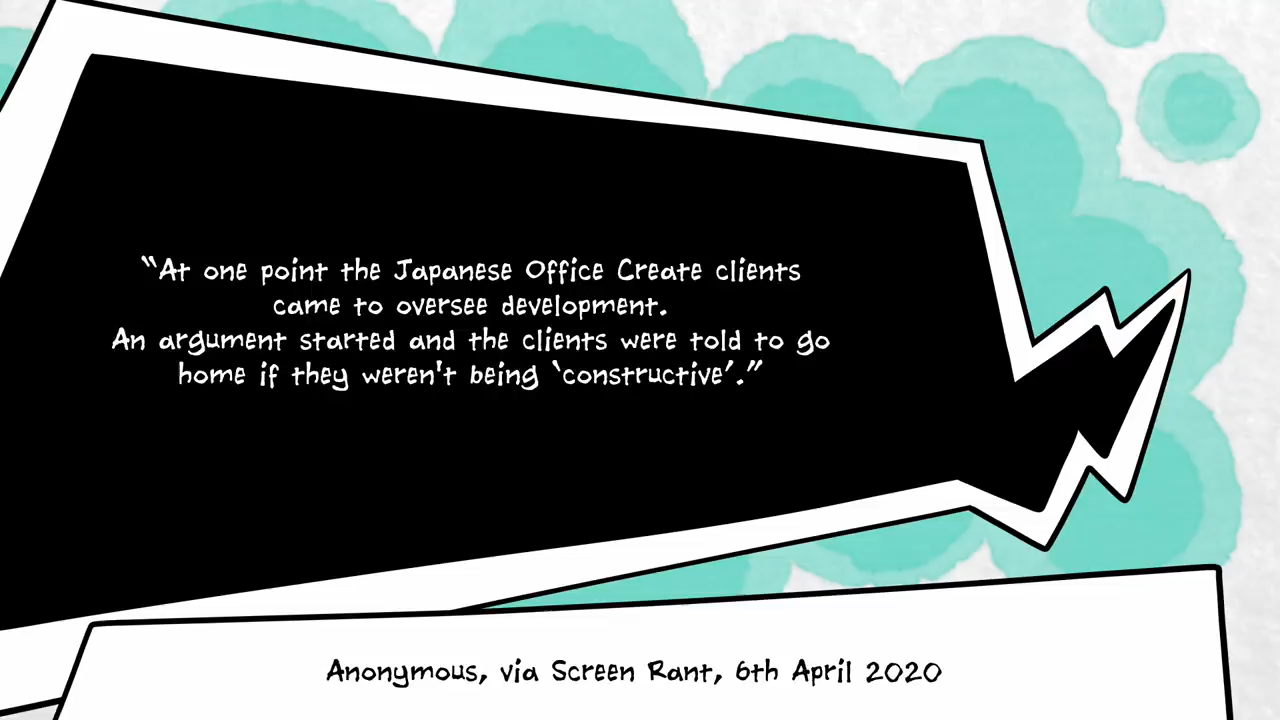 “At one point the Japanese Office Create clients
came to oversee development.
An argument started and the clients were told to go
home if they weren't being ‘constructive’.”
Anonymous, via Screen Rant, 6th April 2020